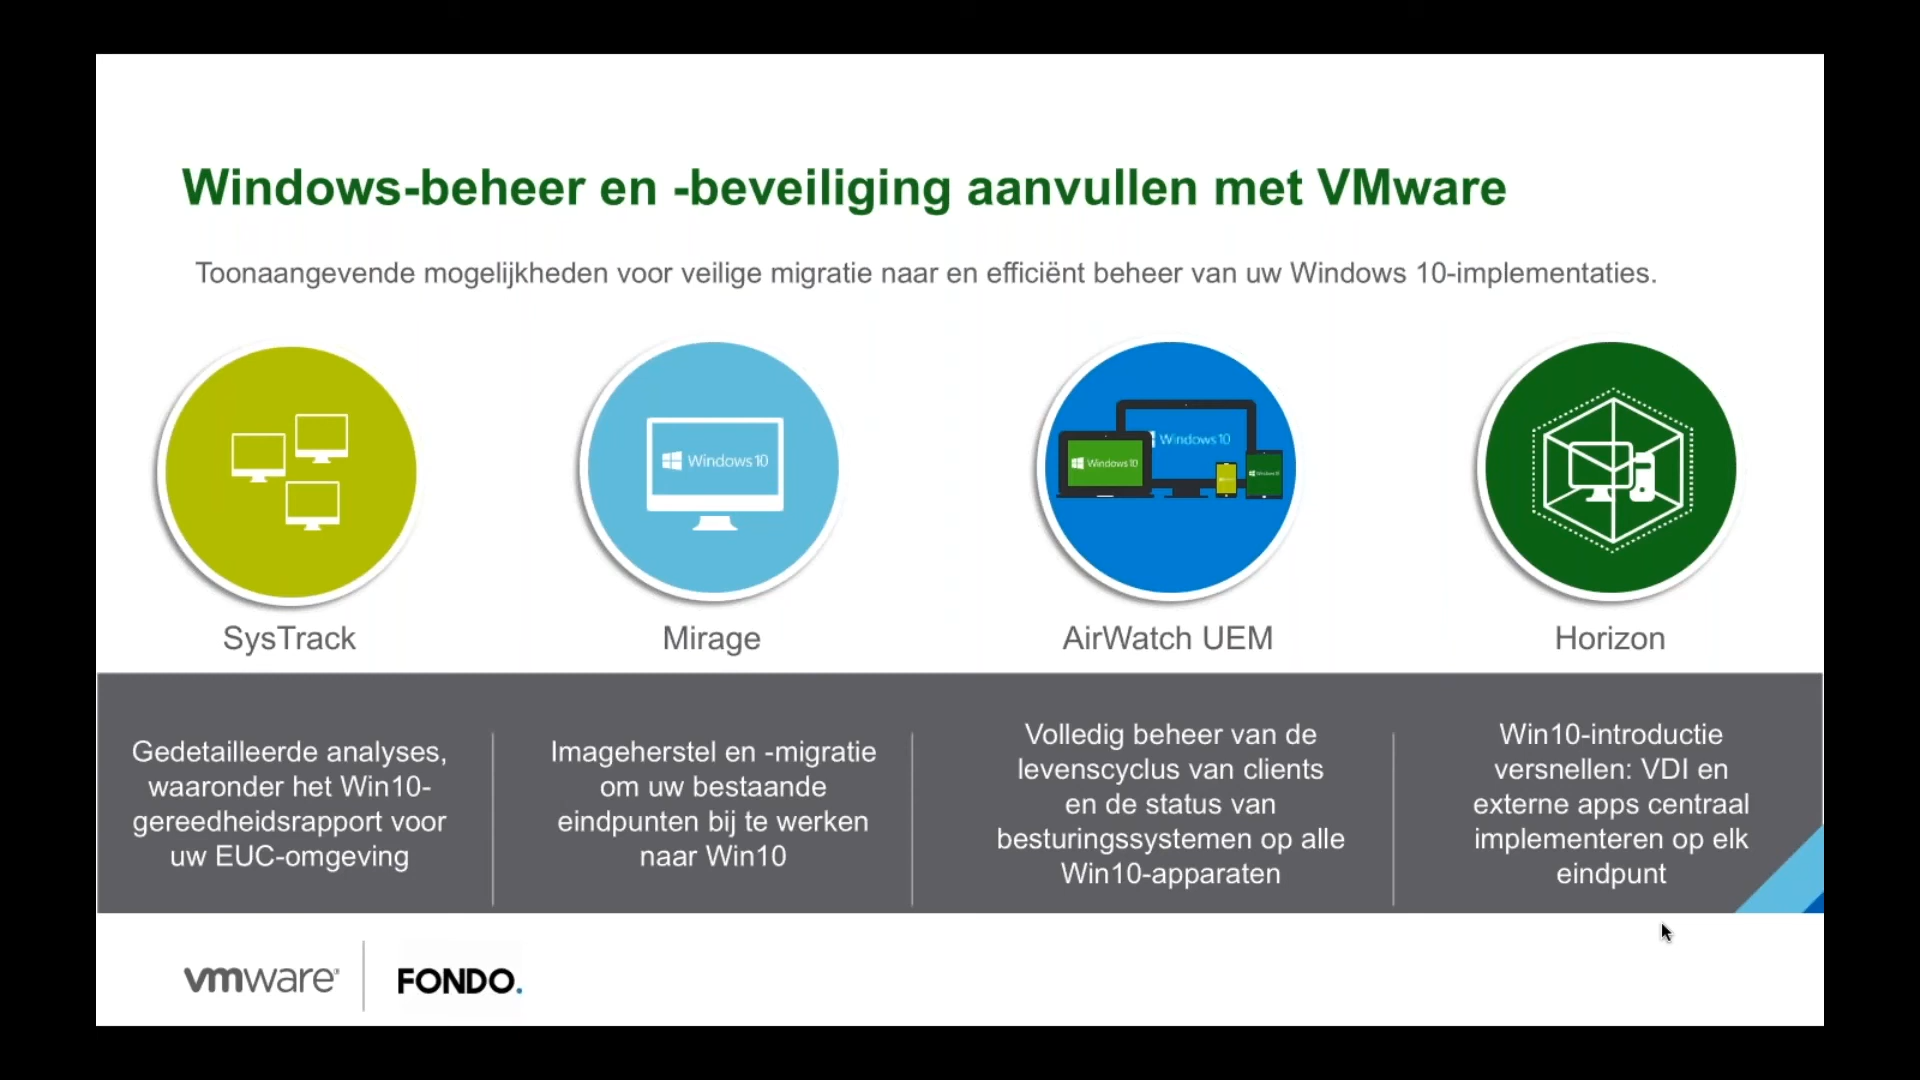 Windows-beheer en -beveiliging aanvullen met VMware
Toonaangevende mogelijkheden voor veilige migratie naar en efficiënt beheer van uw Windows 10-implementaties.
Windows 10
Windows 10
Windows 10
SysTrack
Mirage
AirWatch UEM
Horizon
Gedetailleerde analyses,
waaronder het Win10-
gereedheidsrapport voor
uw EUC-omgeving
Imageherstel en -migratie
om uw bestaande
eindpunten bij te werken
naar Win10
Volledig beheer van de
levenscyclus van clients
en de status van
besturingssystemen op alle
Win10-apparaten
Win10-introductie
versnellen: VDI en
externe apps centraal
implementeren op elk
eindpunt
vmware
FONDO.